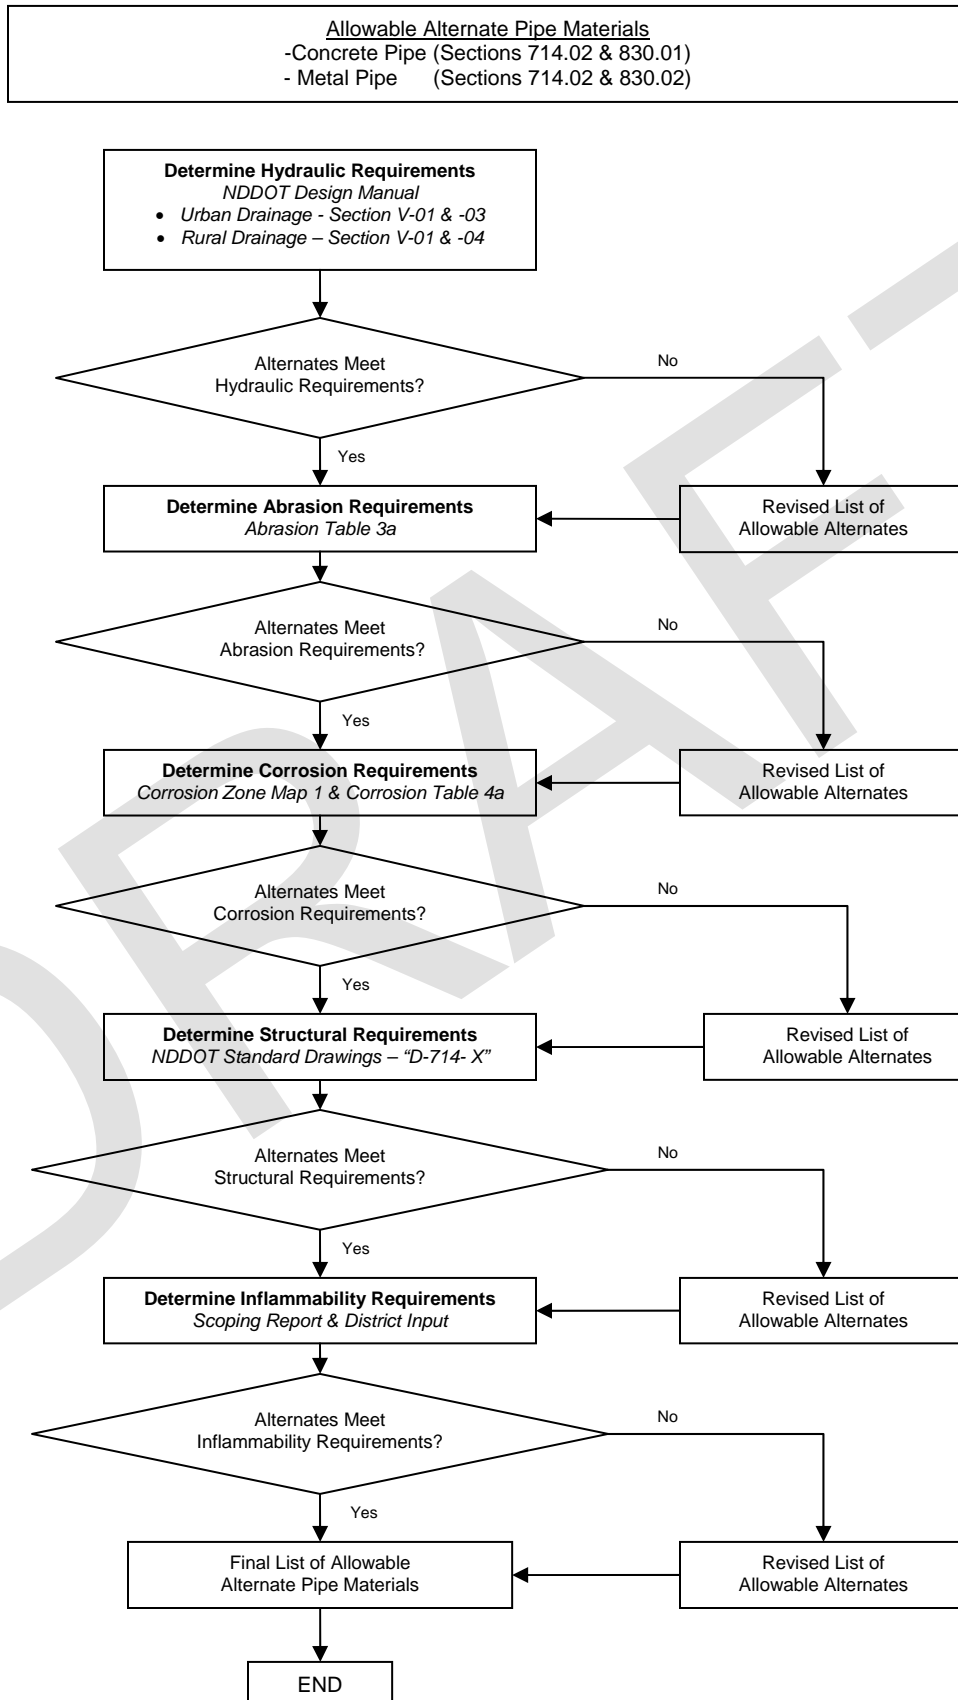 Allowable Alternate Pipe Materials
-Concrete Pipe (Sections 714.02 & 830.01)
- Metal Pipe (Sections 714.02 & 830.02)
Determine Hydraulic Requirements
NDDOT Design Manual
• Urban Drainage - Section V-01 & -03
• Rural Drainage – Section V-01 & -04
Alternates Meet
Hydraulic Requirements?
No
Yes
Determine Abrasion Requirements
Abrasion Table 3a
Revised List of
Allowable Alternates
Alternates Meet
Abrasion Requirements?
No
Yes
Determine Corrosion Requirements
Corrosion Zone Map 1 & Corrosion Table 4a
Revised List of
Allowable Alternates
Alternates Meet
Corrosion Requirements?
No
Yes
Determine Structural Requirements
NDDOT Standard Drawings – “D-714- X”
Revised List of
Allowable Alternates
Alternates Meet
Structural Requirements?
No
Yes
Determine Inflammability Requirements
Scoping Report & District Input
Revised List of
Allowable Alternates
Alternates Meet
Inflammability Requirements?
No
Yes
Final List of Allowable
Alternate Pipe Materials
Revised List of
Allowable Alternates
END
DRAFT